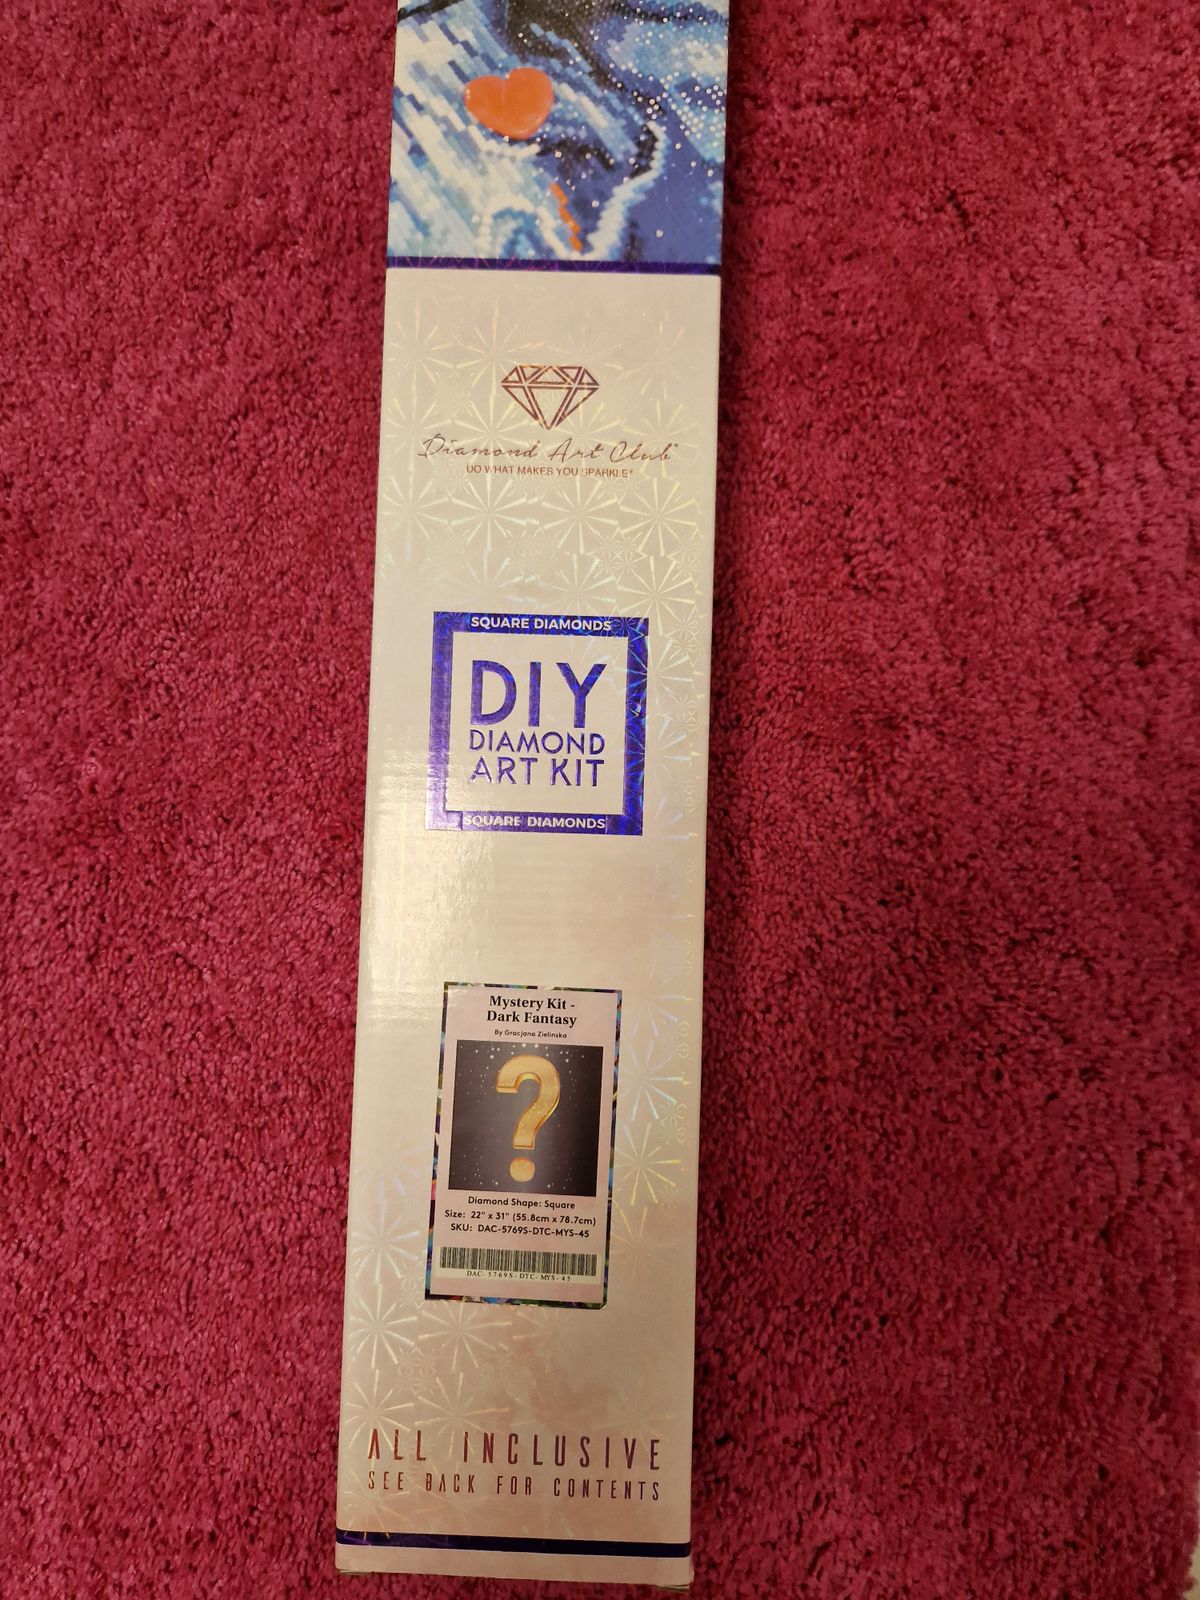 Diamond Art Club®
DO WHAT MAKES YOU SPARKLE®
SQUARE DIAMONDS
DIY
DIAMOND
ART KIT
SQUARE DIAMONDS
Mystery Kit -
Dark Fantasy
By Gracjana Zielinska
?
Diamond Shape: Square
Size: 22" x 31" (55.8cm x 78.7cm)
SKU: DAC-5769S-DTC-MYS-45
DAC-5769S-DTC-MYS-45
ALL INCLUSIVE
SEE BACK FOR CONTENTS